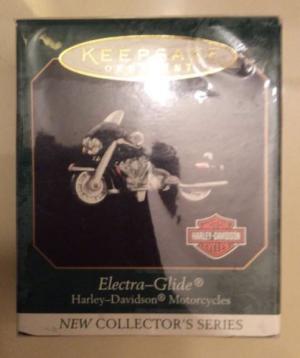 KEEPSAKE
ORNAMENT
HARLEY-DAVIDSON
Electra–Glide®
Harley–Davidson® Motorcycles
NEW COLLECTOR'S SERIES